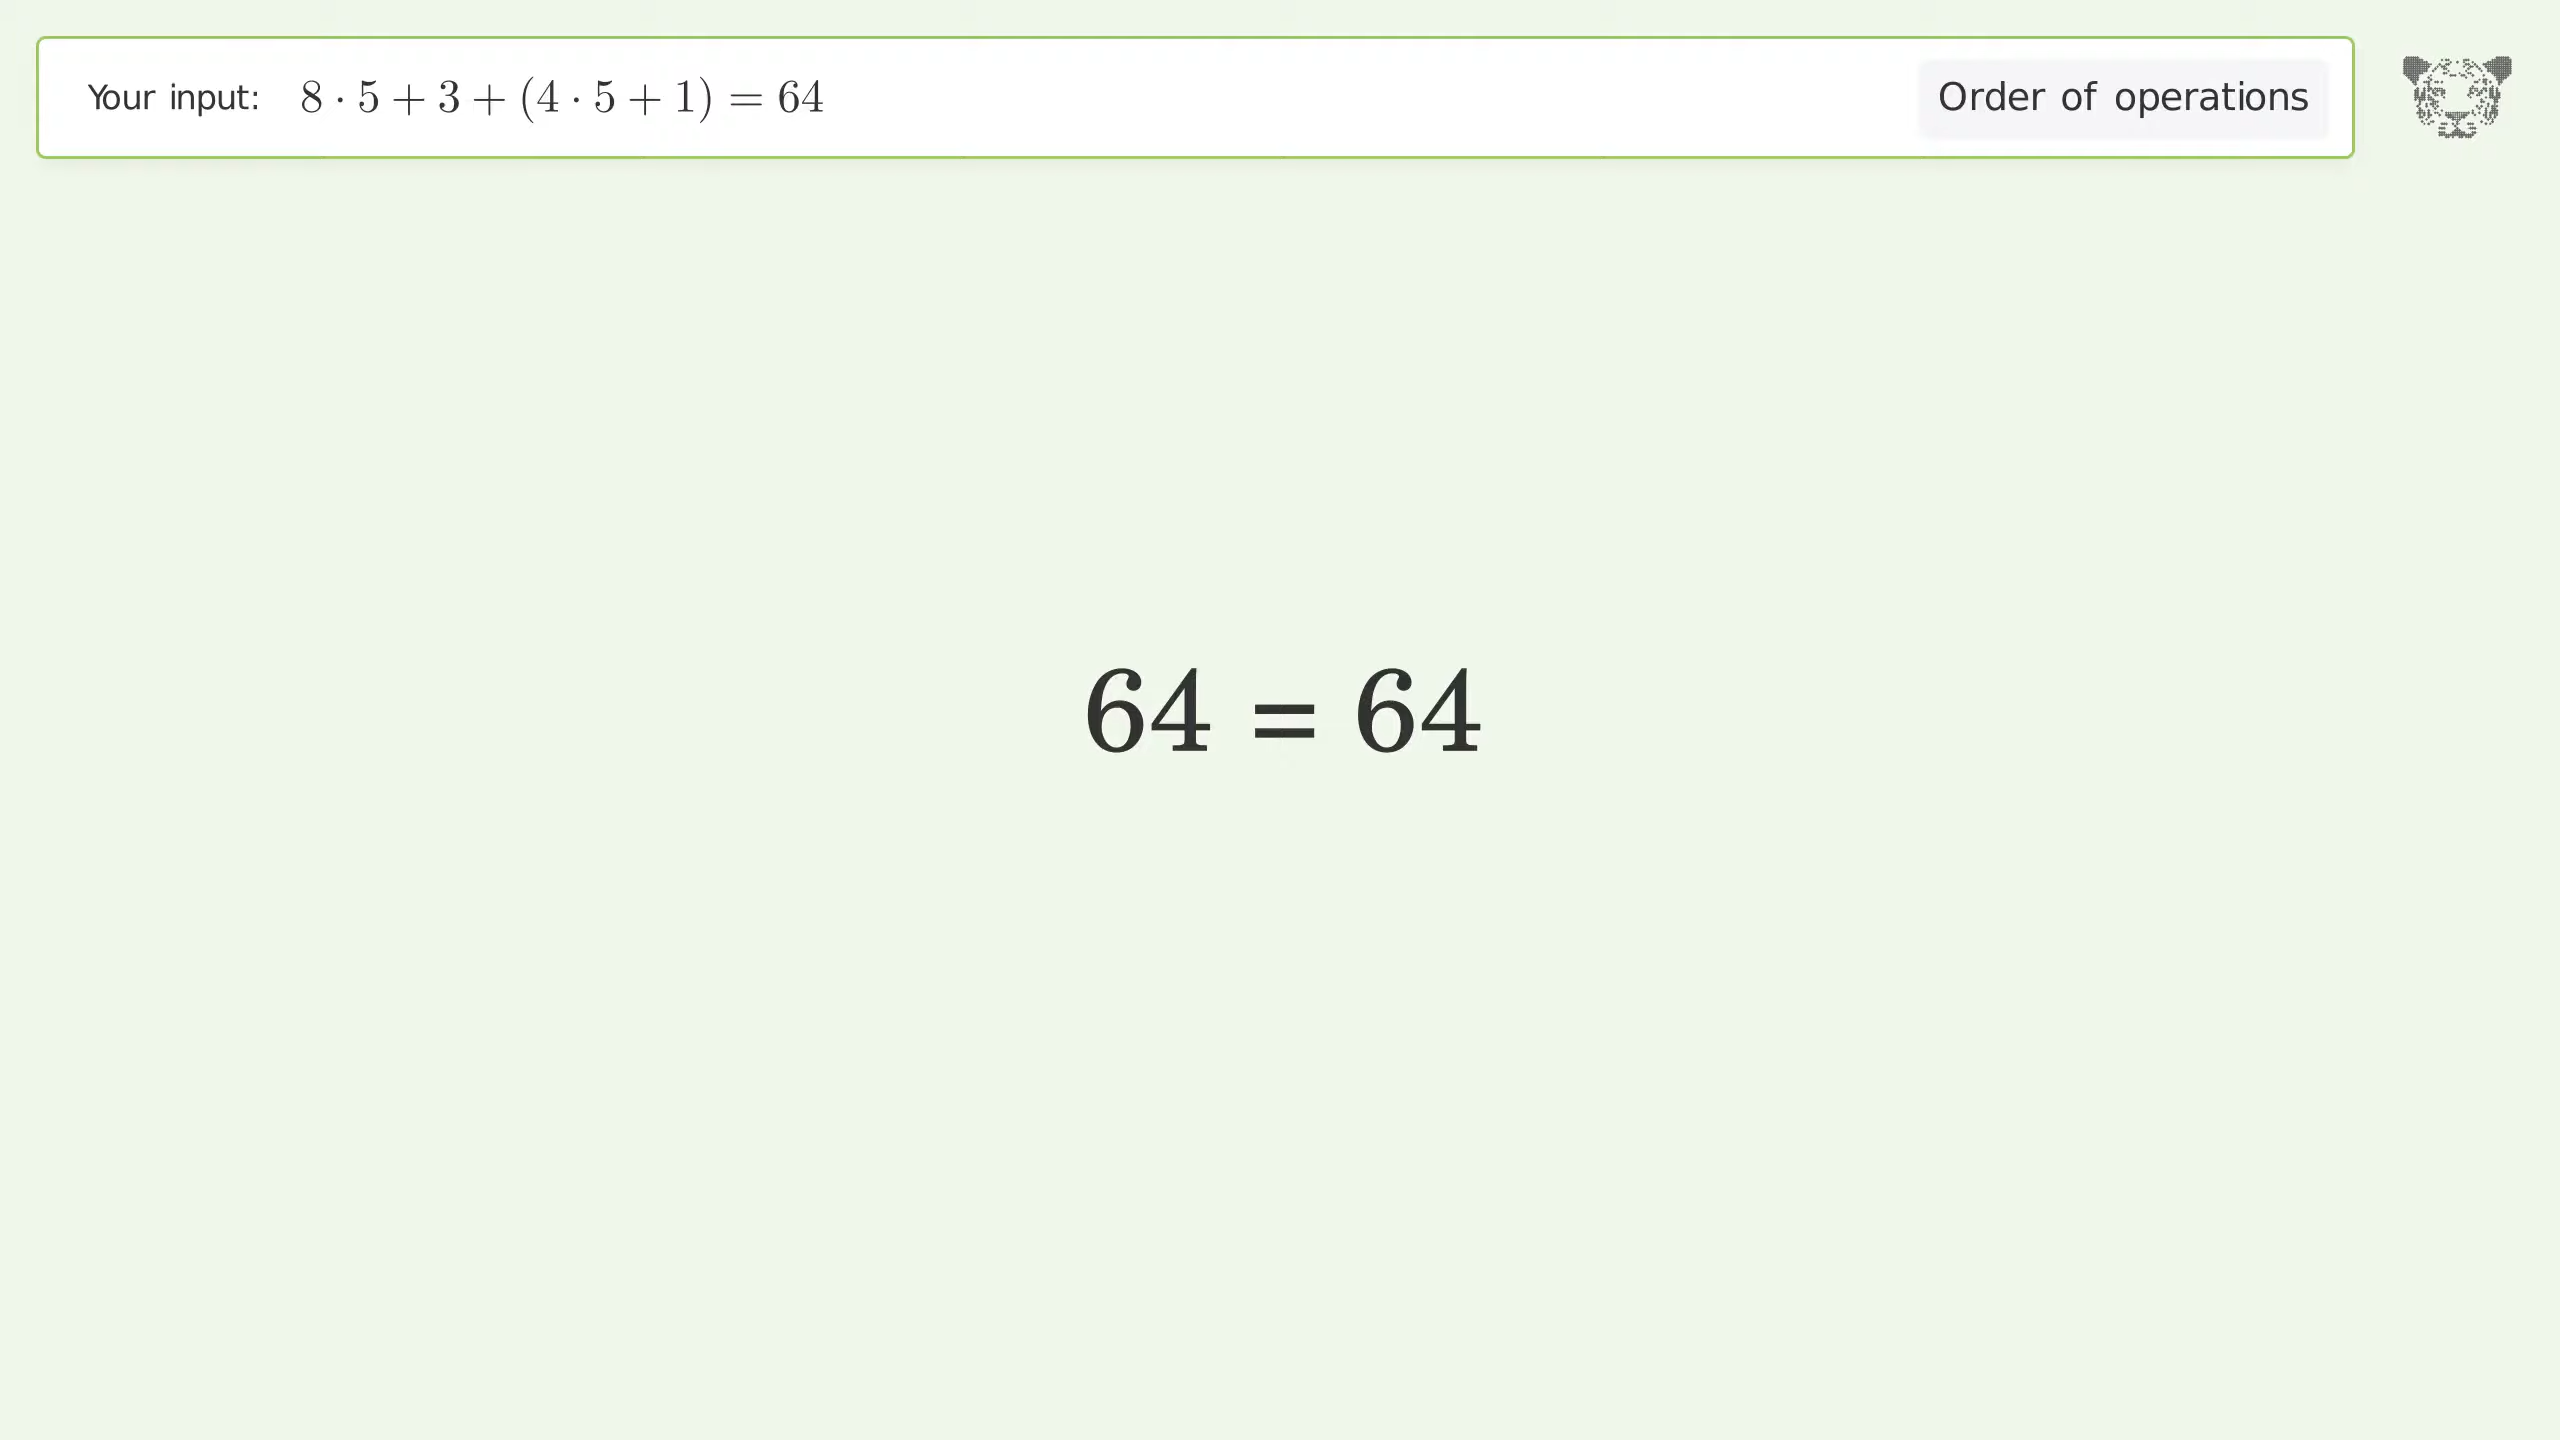 Your input: 8 · 5 + 3 + (4 · 5 + 1) = 64
Order of operations
64 = 64